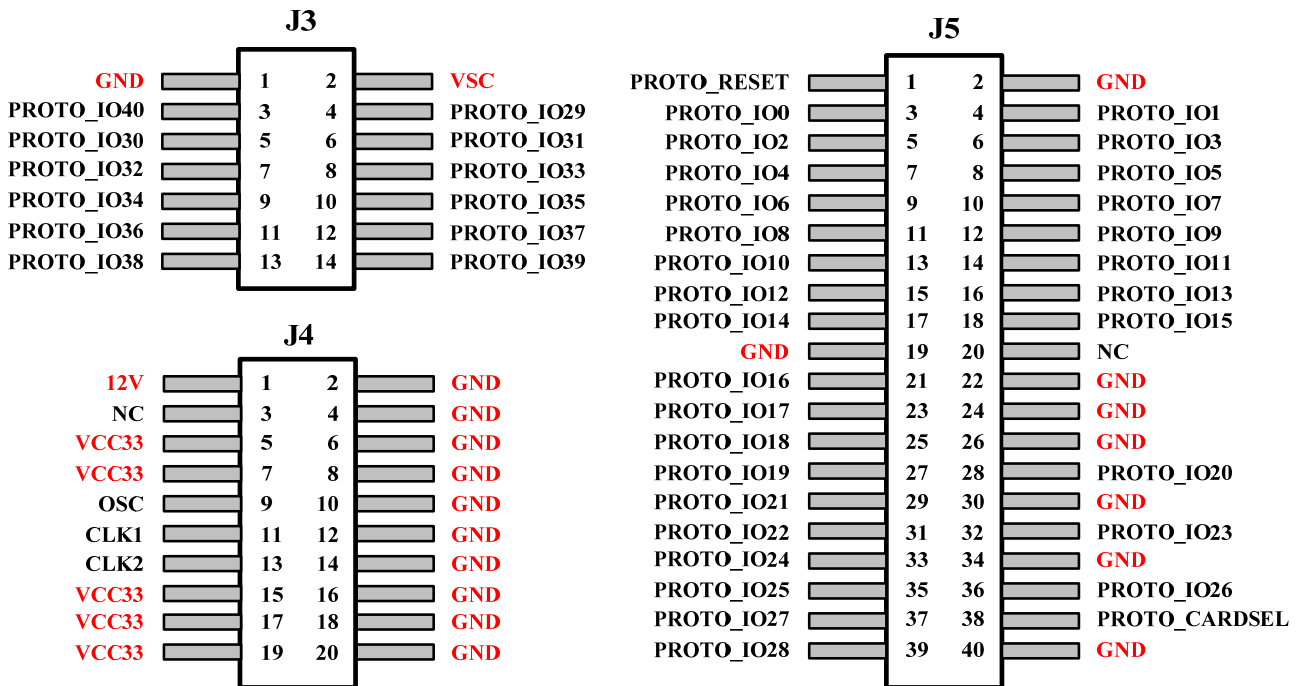 J3
GND 1 2 VSC
PROTO_IO40 3 4 PROTO_IO29
PROTO_IO30 5 6 PROTO_IO31
PROTO_IO32 7 8 PROTO_IO33
PROTO_IO34 9 10 PROTO_IO35
PROTO_IO36 11 12 PROTO_IO37
PROTO_IO38 13 14 PROTO_IO39
J4
12V 1 2 GND
NC 3 4 GND
VCC33 5 6 GND
VCC33 7 8 GND
OSC 9 10 GND
CLK1 11 12 GND
CLK2 13 14 GND
VCC33 15 16 GND
VCC33 17 18 GND
VCC33 19 20 GND
J5
PROTO_RESET 1 2 GND
PROTO_IO0 3 4 PROTO_IO1
PROTO_IO2 5 6 PROTO_IO3
PROTO_IO4 7 8 PROTO_IO5
PROTO_IO6 9 10 PROTO_IO7
PROTO_IO8 11 12 PROTO_IO9
PROTO_IO10 13 14 PROTO_IO11
PROTO_IO12 15 16 PROTO_IO13
PROTO_IO14 17 18 PROTO_IO15
GND 19 20 NC
PROTO_IO16 21 22 GND
PROTO_IO17 23 24 GND
PROTO_IO18 25 26 GND
PROTO_IO19 27 28 PROTO_IO20
PROTO_IO21 29 30 GND
PROTO_IO22 31 32 PROTO_IO23
PROTO_IO24 33 34 GND
PROTO_IO25 35 36 PROTO_IO26
PROTO_IO27 37 38 PROTO_CARDSEL
PROTO_IO28 39 40 GND